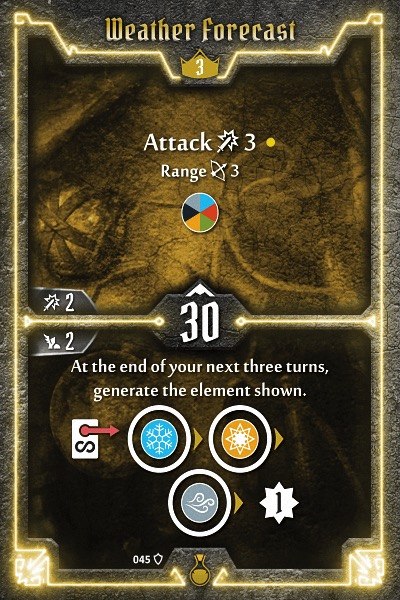 Weather Forecast
3
Attack 3
Range 3
2
30
2
At the end of your next three turns,
generate the element shown.
S
1
045